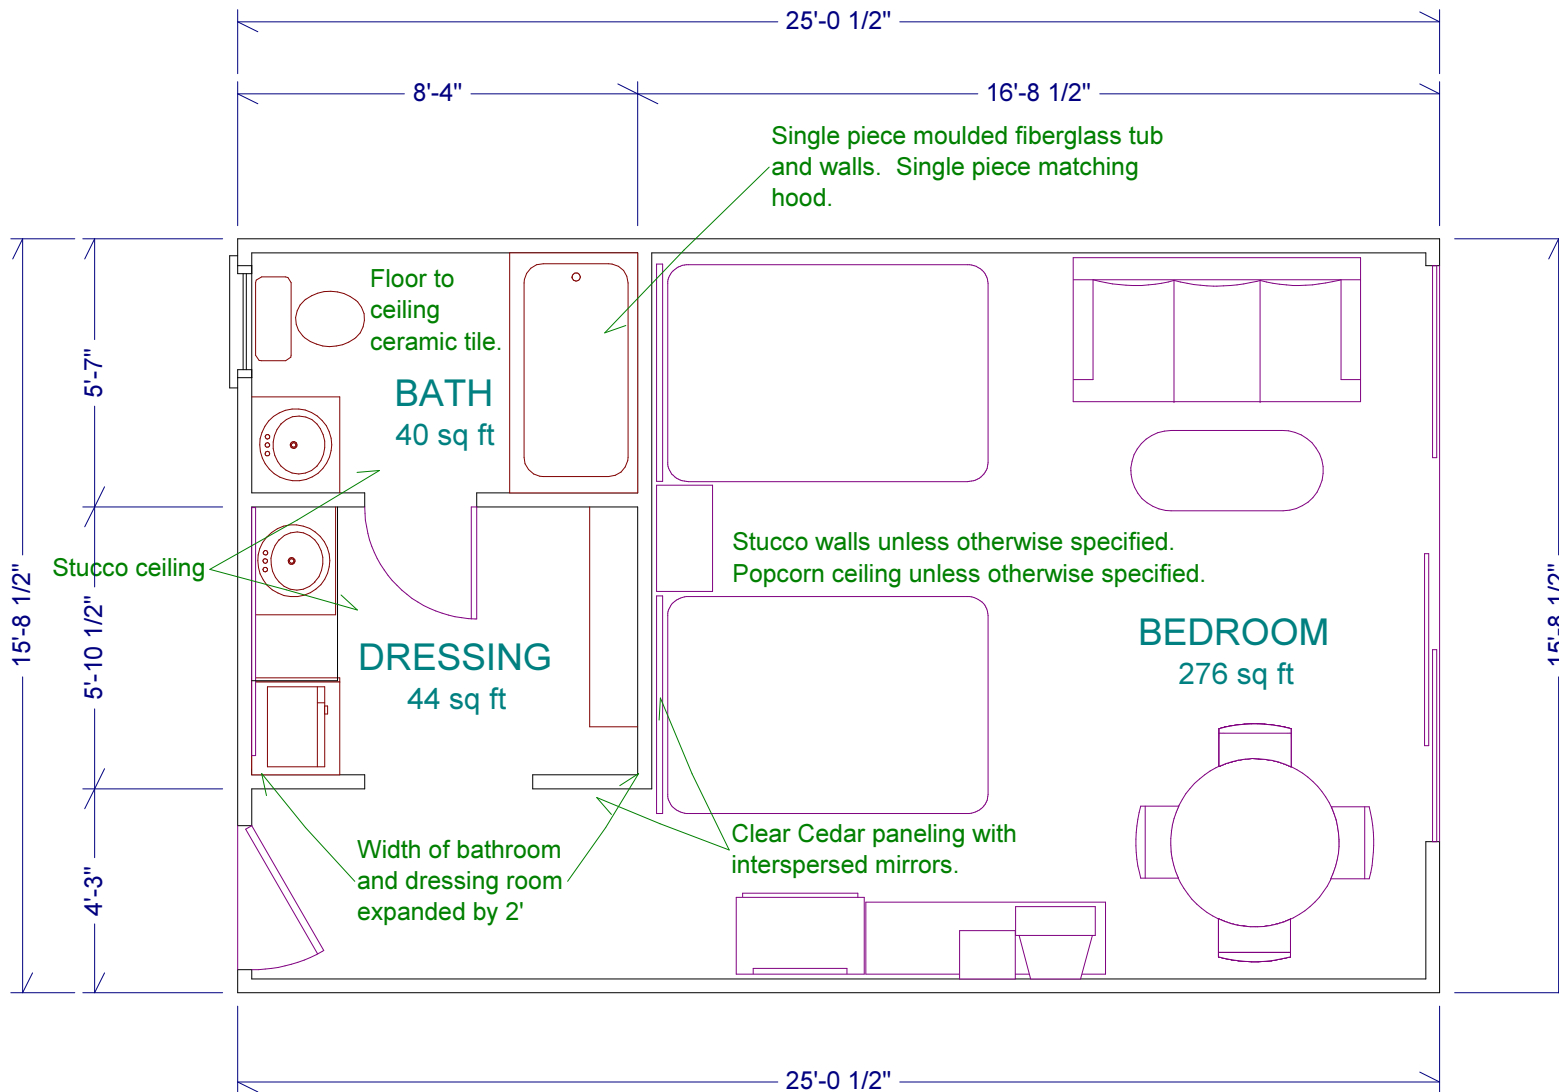 25'-0 1/2"
8'-4"
16'-8 1/2"
Single piece moulded fiberglass tub
and walls.  Single piece matching
hood.
Floor to
ceiling
ceramic tile.
BATH
40 sq ft
5'-7"
Stucco ceiling
Stucco walls unless otherwise specified.
Popcorn ceiling unless otherwise specified.
15'-8 1/2"
5'-10 1/2"
15'-8 1/2"
DRESSING
44 sq ft
BEDROOM
276 sq ft
4'-3"
Width of bathroom
and dressing room
expanded by 2'
Clear Cedar paneling with
interspersed mirrors.
25'-0 1/2"